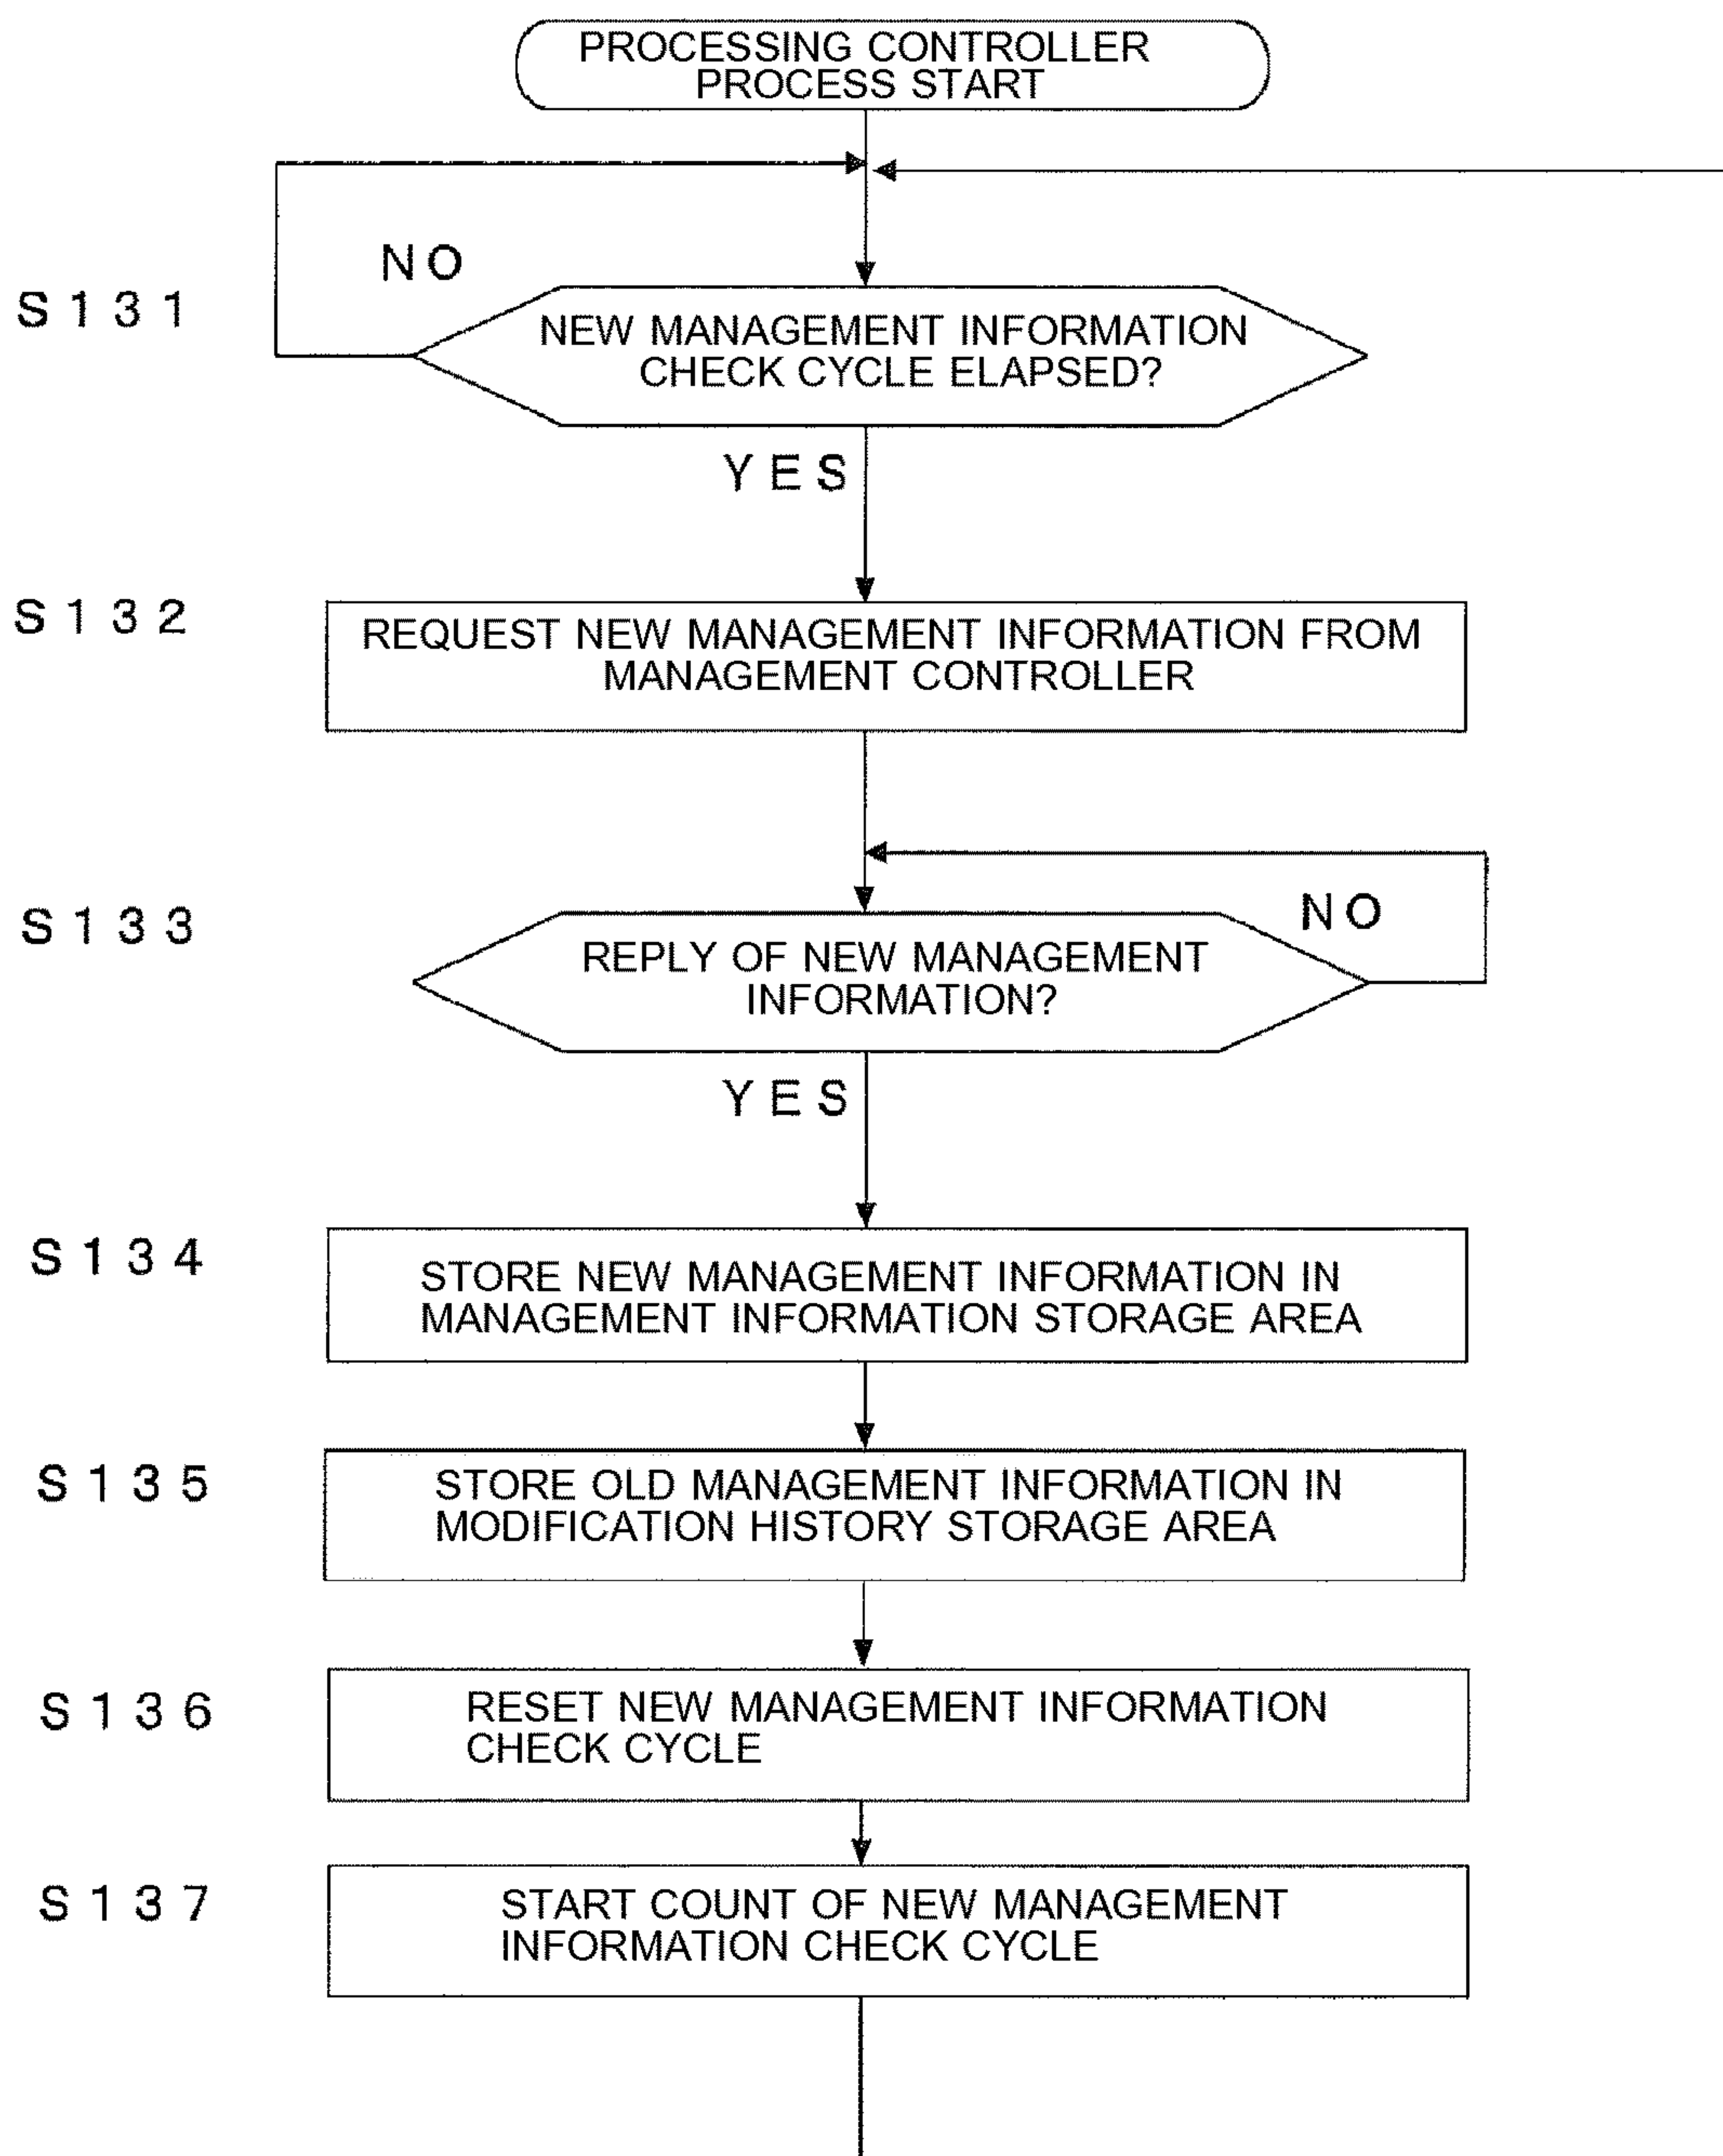 PROCESSING CONTROLLER
PROCESS START
NO
S131
NEW MANAGEMENT INFORMATION
CHECK CYCLE ELAPSED?
YES
S132
REQUEST NEW MANAGEMENT INFORMATION FROM
MANAGEMENT CONTROLLER
S133
NO
REPLY OF NEW MANAGEMENT
INFORMATION?
YES
S134
STORE NEW MANAGEMENT INFORMATION IN
MANAGEMENT INFORMATION STORAGE AREA
S135
STORE OLD MANAGEMENT INFORMATION IN
MODIFICATION HISTORY STORAGE AREA
S136
RESET NEW MANAGEMENT INFORMATION
CHECK CYCLE
S137
START COUNT OF NEW MANAGEMENT
INFORMATION CHECK CYCLE